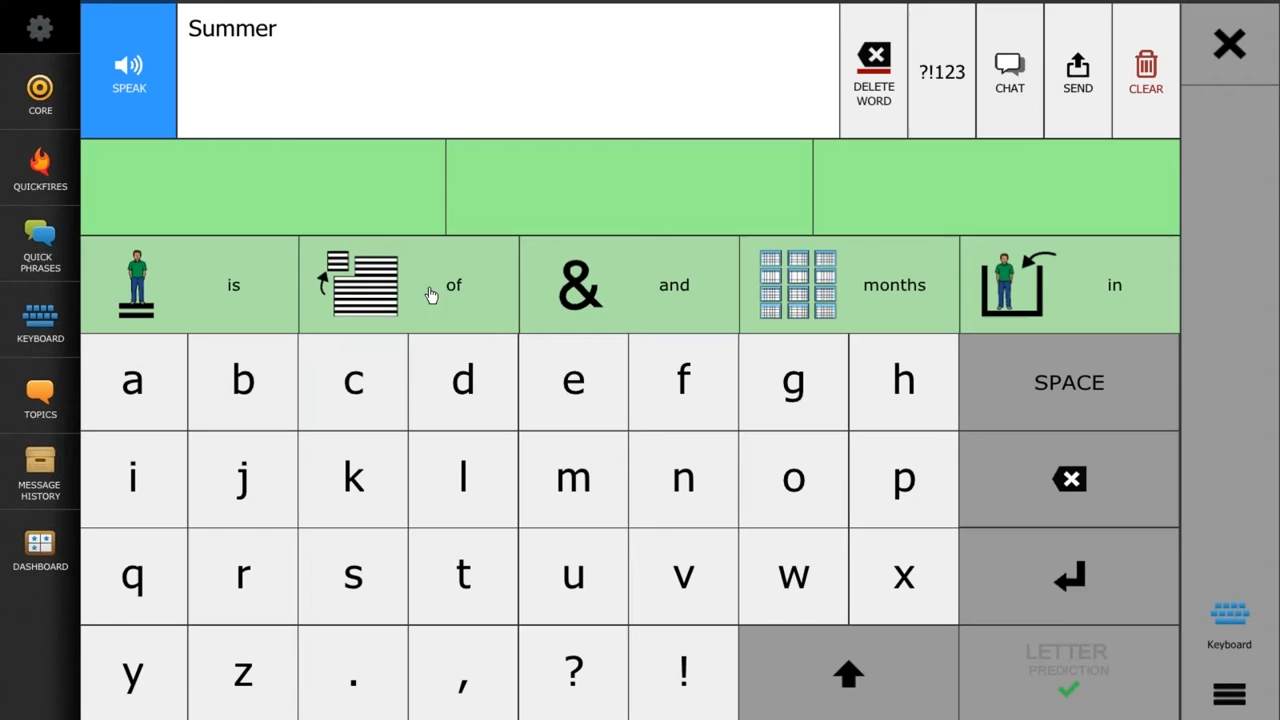 Summer
SPEAK
DELETE
WORD
?!123
CHAT
SEND
CLEAR
CORE
QUICKFIRES
QUICK
PHRASES
KEYBOARD
TOPICS
MESSAGE
HISTORY
DASHBOARD
is
of
&
and
months
in
a b c d e f g h SPACE
i j k l m n o p
q r s t u v w x
y z . , ? !
LETTER
PREDICTION
Keyboard